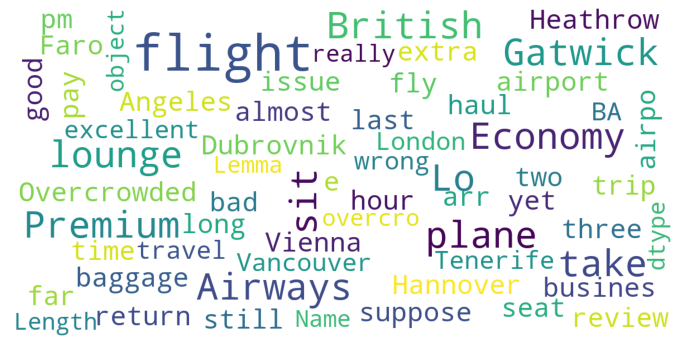 pm object flight British Heathrow
Faro really extra Gatwick
good pay Angeles issue fly airport
almost last haul BA airpo
excellent Dubrovnik London Economy
lounge Lemma wrong Lo two
Overcrowded sit e arr trip
bad hour yet
Premium long overcro plane three dtype
time travel Vienna
Vancouver Tenerife take
far baggage Airways Hannover busines
Length return still Name suppose seat review